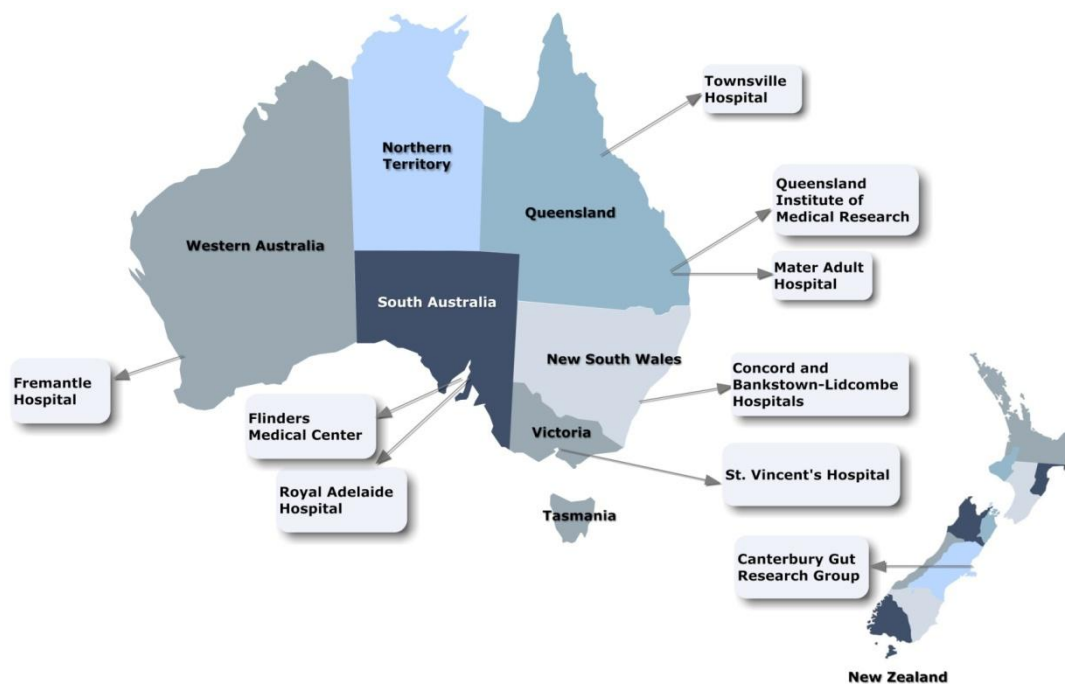 Townsville
Hospital
Northern
Territory
Queensland
Institute of
Medical Research
Queensland
Western Australia
Mater Adult
Hospital
South Australia
New South Wales
Concord and
Bankstown-Lidcombe
Hospitals
Fremantle
Hospital
Flinders
Medical Center
Victoria
St. Vincent's Hospital
Royal Adelaide
Hospital
Tasmania
Canterbury Gut
Research Group
New Zealand